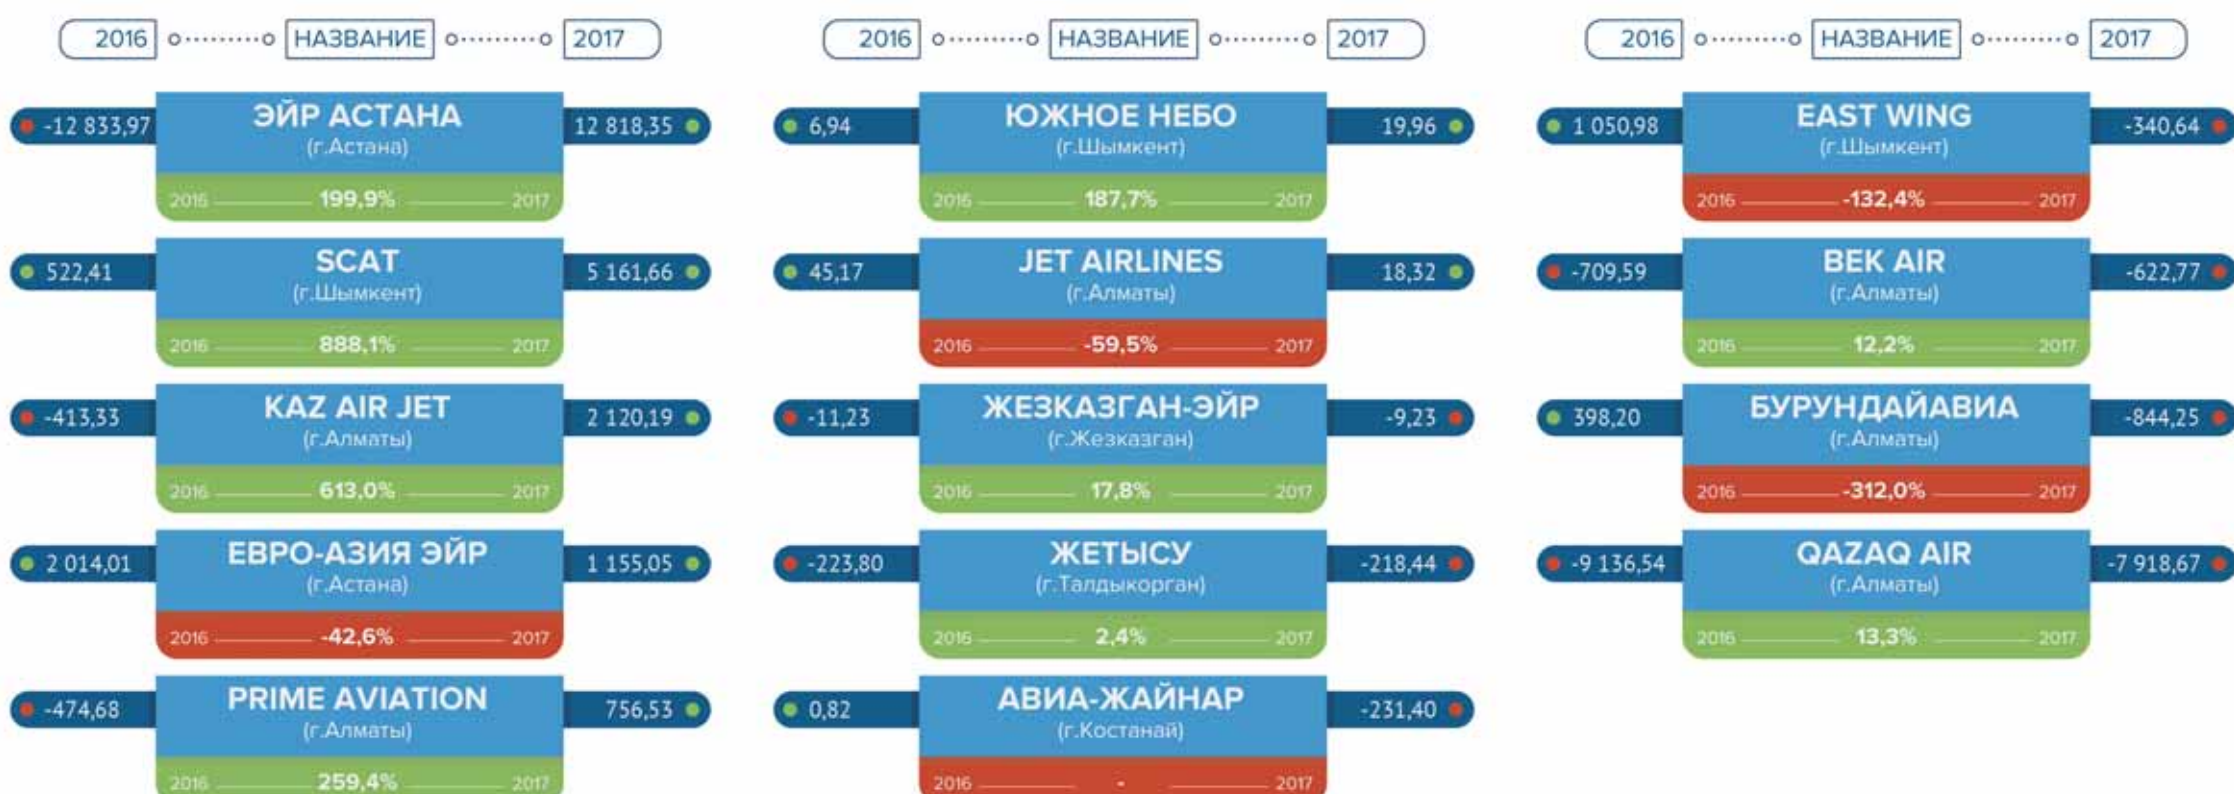 2016 НАЗВАНИЕ 2017
-12 833,97 ЭЙР АСТАНА 12 818,35
(г.Астана)
2016 199,9% 2017
522,41 SCAT 5 161,66
(г.Шымкент)
2016 888,1% 2017
-413,33 KAZ AIR JET 2 120,19
(г.Алматы)
2016 613,0% 2017
2 014,01 ЕВРО-АЗИЯ ЭЙР 1 155,05
(г.Астана)
2016 -42,6% 2017
-474,68 PRIME AVIATION 756,53
(г.Алматы)
2016 259,4% 2017
2016 НАЗВАНИЕ 2017
6,94 ЮЖНОЕ НЕБО 19,96
(г.Шымкент)
2016 187,7% 2017
45,17 JET AIRLINES 18,32
(г.Алматы)
2016 -59,5% 2017
-11,23 ЖЕЗКАЗГАН-ЭЙР -9,23
(г.Жезказган)
2016 17,8% 2017
-223,80 ЖЕТЫСУ -218,44
(г.Талдыкорган)
2016 2,4% 2017
0,82 АВИА-ЖАЙНАР -231,40
(г.Костанай)
2016 - 2017
2016 НАЗВАНИЕ 2017
1 050,98 EAST WING -340,64
(г.Шымкент)
2016 -132,4% 2017
-709,59 BEK AIR -622,77
(г.Алматы)
2016 12,2% 2017
398,20 БУРУНДАЙАВИА -844,25
(г.Алматы)
2016 -312,0% 2017
-9 136,54 QAZAQ AIR -7 918,67
(г.Алматы)
2016 13,3% 2017